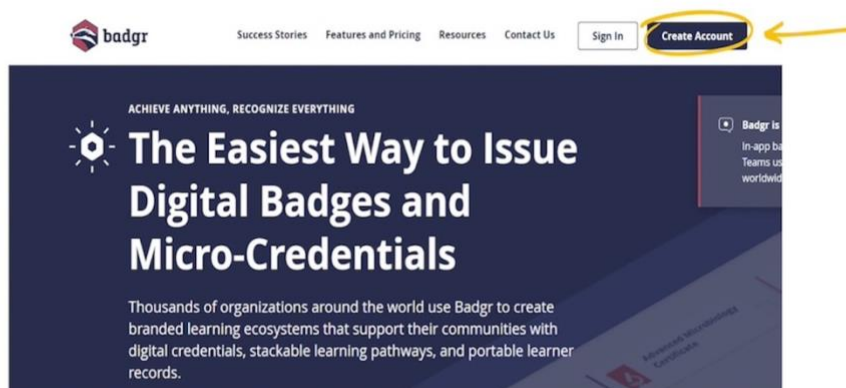 badgr
Success Stories Features and Pricing Resources Contact Us Sign In Create Account
ACHIEVE ANYTHING, RECOGNIZE EVERYTHING
The Easiest Way to Issue
Digital Badges and
Micro-Credentials
Thousands of organizations around the world use Badgr to create
branded learning ecosystems that support their communities with
digital credentials, stackable learning pathways, and portable learner
records.
Badgr is
In-app ba
Teams us
worldwid
Advanced Microbiology
Certificate